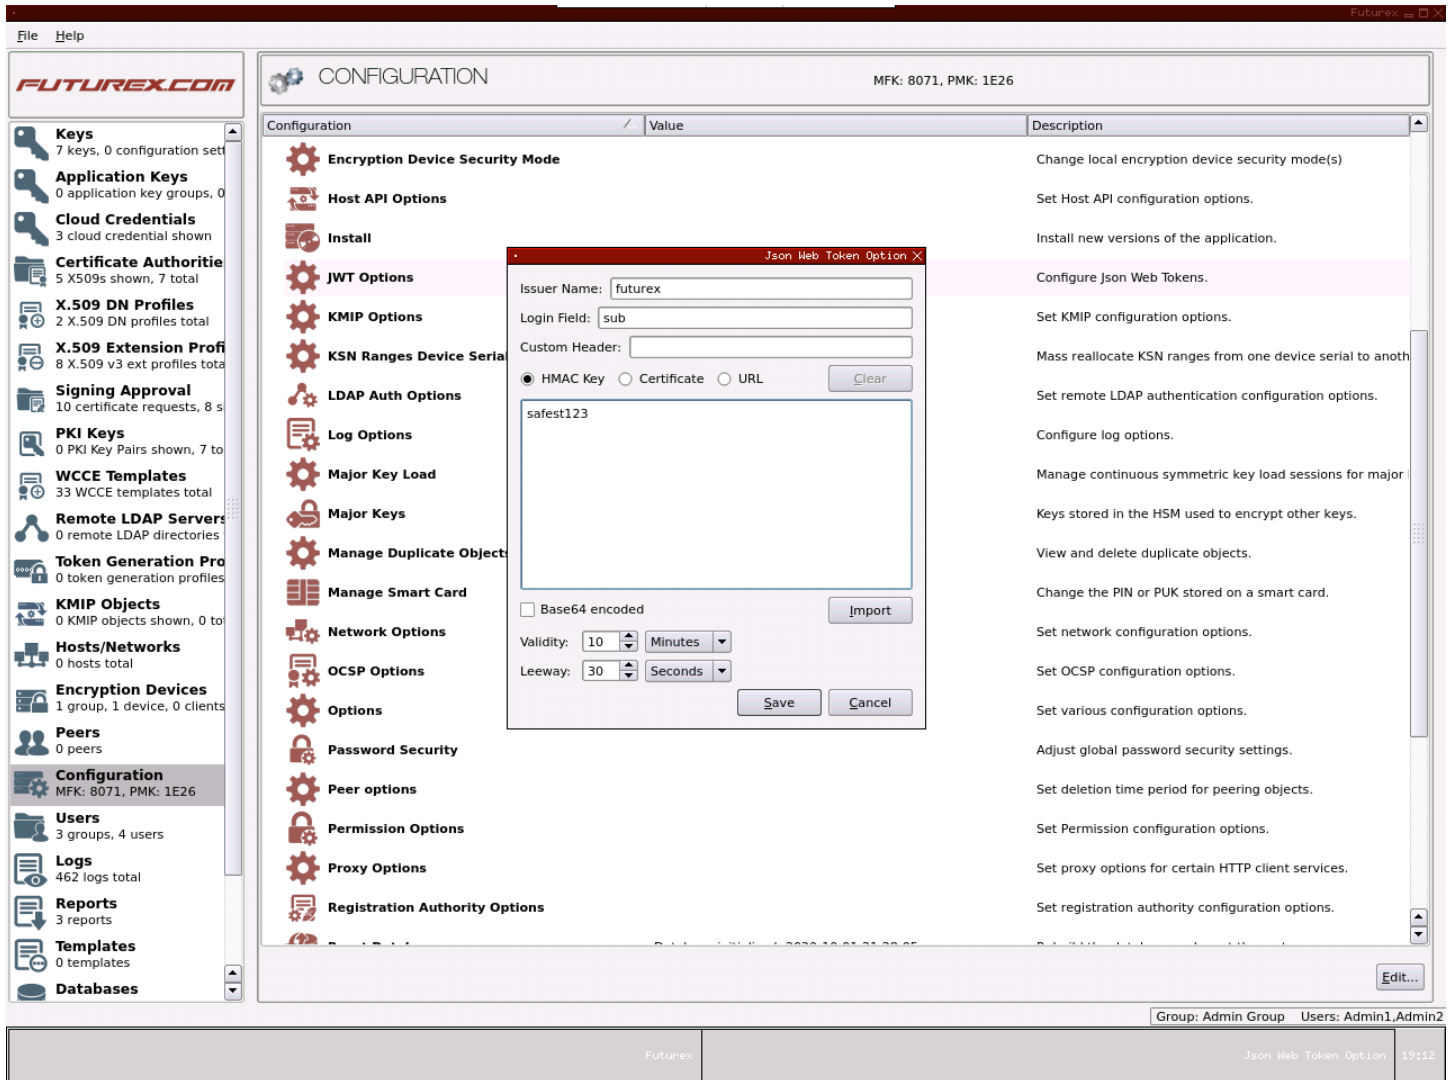 Futurex
File Help
FUTUREX.COM
CONFIGURATION
MFK: 8071, PMK: 1E26
Keys
7 keys, 0 configuration sett
Application Keys
0 application key groups, 0
Cloud Credentials
3 cloud credential shown
Certificate Authoritie
5 X509s shown, 7 total
X.509 DN Profiles
2 X.509 DN profiles total
X.509 Extension Profi
8 X.509 v3 ext profiles tota
Signing Approval
10 certificate requests, 8 s
PKI Keys
0 PKI Key Pairs shown, 7 to
WCCE Templates
33 WCCE templates total
Remote LDAP Servers
0 remote LDAP directories
Token Generation Pro
0 token generation profiles
KMIP Objects
0 KMIP objects shown, 0 to
Hosts/Networks
0 hosts total
Encryption Devices
1 group, 1 device, 0 clients
Peers
0 peers
Configuration
MFK: 8071, PMK: 1E26
Users
3 groups, 4 users
Logs
462 logs total
Reports
3 reports
Templates
0 templates
Databases
Configuration Value Description
Encryption Device Security Mode Change local encryption device security mode(s)
Host API Options Set Host API configuration options.
Install Install new versions of the application.
JWT Options Configure Json Web Tokens.
KMIP Options Set KMIP configuration options.
KSN Ranges Device Serial Mass reallocate KSN ranges from one device serial to anoth
LDAP Auth Options Set remote LDAP authentication configuration options.
Log Options Configure log options.
Major Key Load Manage continuous symmetric key load sessions for major
Major Keys Keys stored in the HSM used to encrypt other keys.
Manage Duplicate Objects View and delete duplicate objects.
Manage Smart Card Change the PIN or PUK stored on a smart card.
Network Options Set network configuration options.
OCSP Options Set OCSP configuration options.
Options Set various configuration options.
Password Security Adjust global password security settings.
Peer options Set deletion time period for peering objects.
Permission Options Set Permission configuration options.
Proxy Options Set proxy options for certain HTTP client services.
Registration Authority Options Set registration authority configuration options.
Json Web Token Option
Issuer Name: futurex
Login Field: sub
Custom Header:
HMAC Key Certificate URL Clear
safest123
Base64 encoded Import
Validity: 10 Minutes
Leeway: 30 Seconds
Save Cancel
Edit...
Group: Admin Group Users: Admin1,Admin2
Futurex Json Web Token Option 19:12